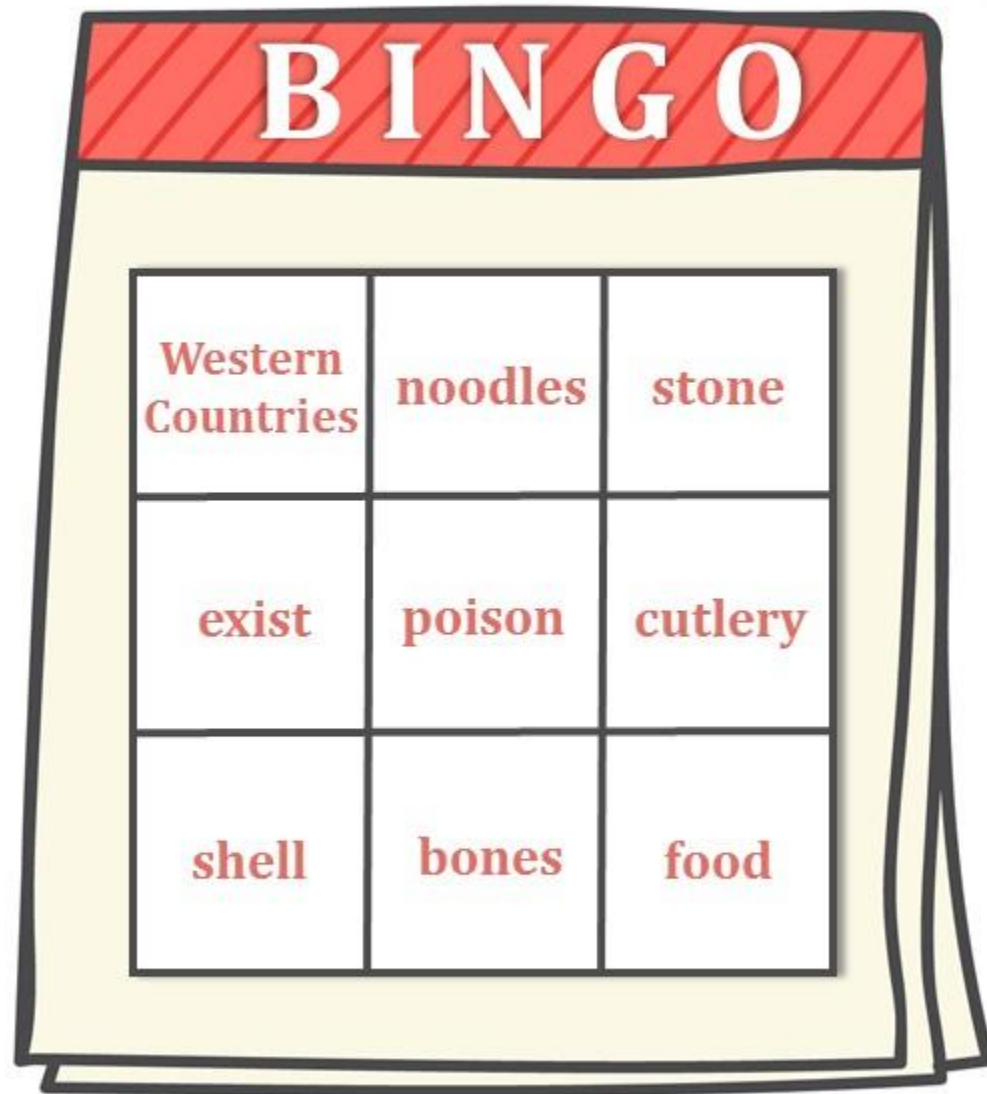 BINGO
Western
Countries
noodles
stone
exist
poison
cutlery
shell
bones
food